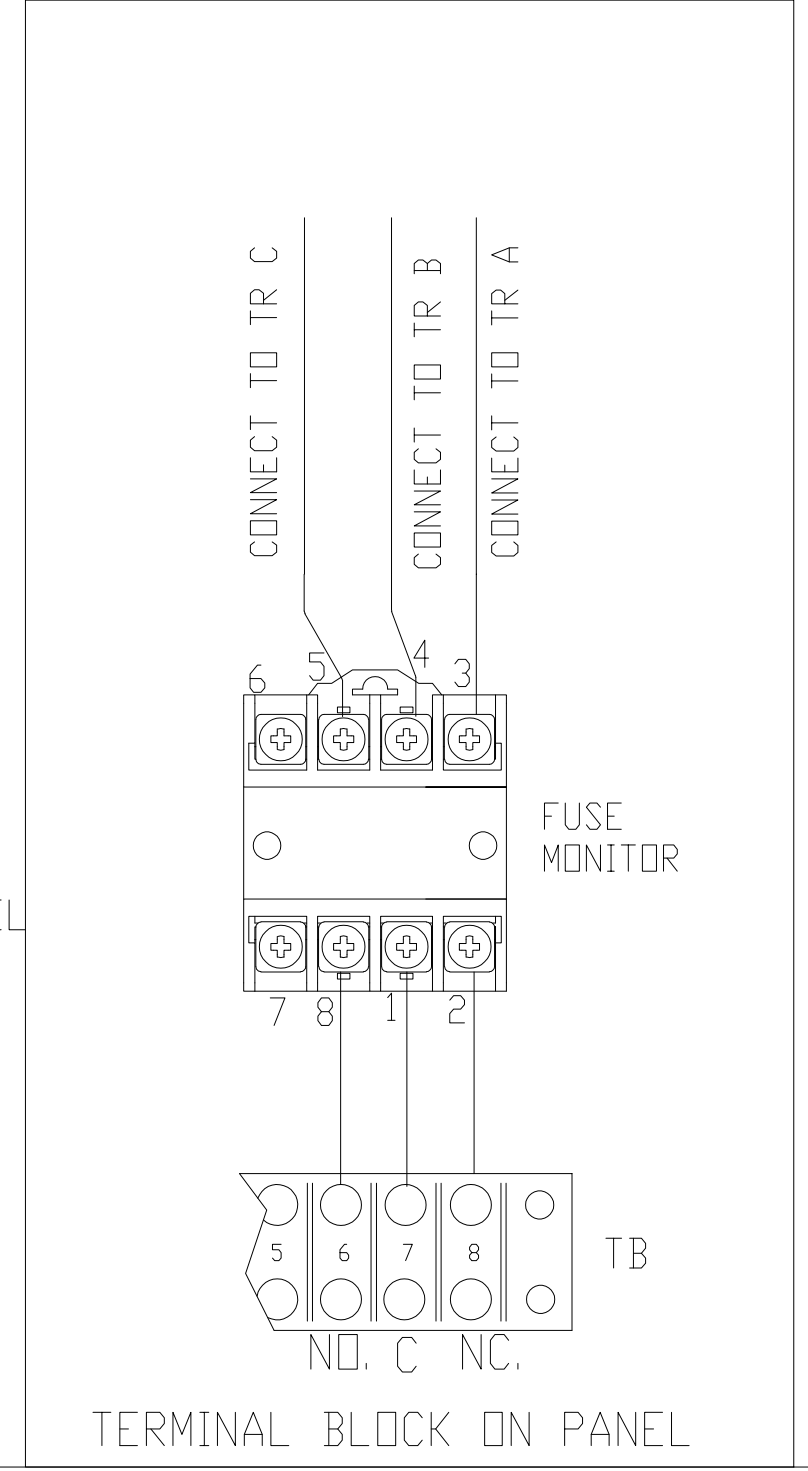 CONNECT TO TR C
CONNECT TO TR B
CONNECT TO TR A
6 5 4 3
FUSE
MONITOR
EL
7 8 1 2
5 6 7 8
TB
NO. C NC.
TERMINAL BLOCK ON PANEL